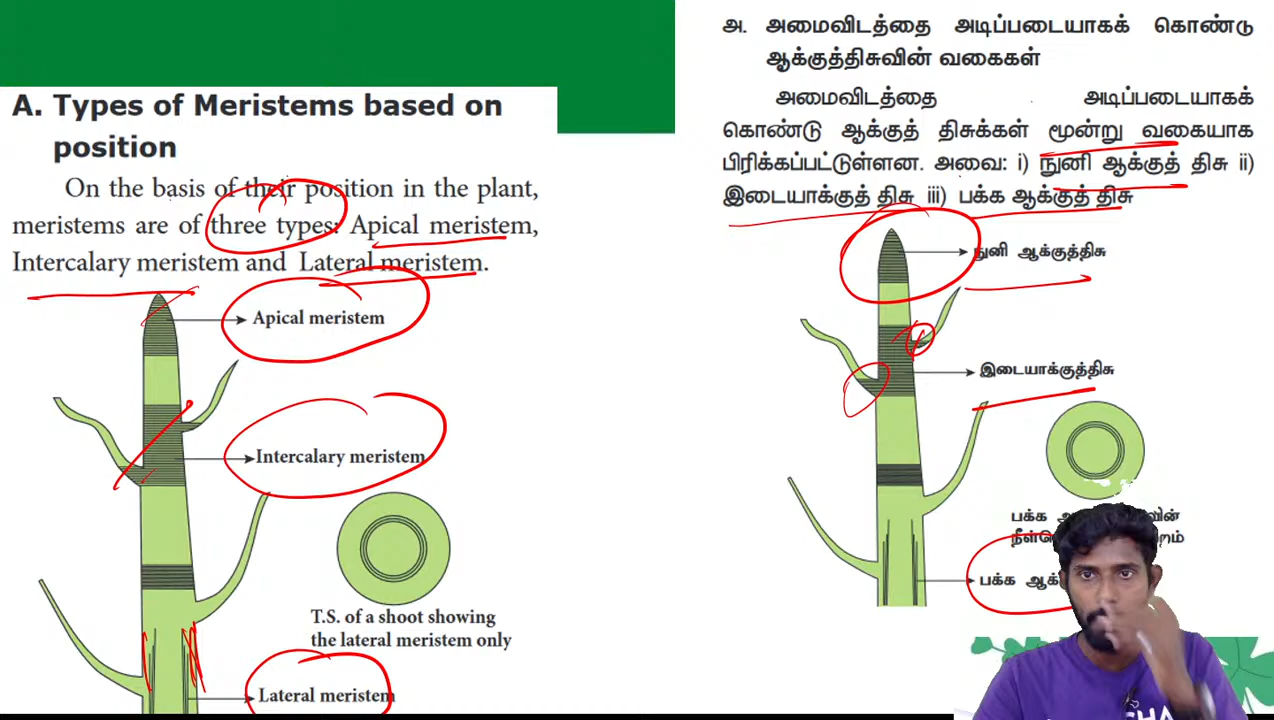 A. Types of Meristems based on
position
On the basis of their position in the plant,
meristems are of three types: Apical meristem,
Intercalary meristem and Lateral meristem.
Apical meristem
Intercalary meristem
T.S. of a shoot showing
the lateral meristem only
Lateral meristem
அ. அமைவிடத்தை அடிப்படையாகக் கொண்டு
ஆக்குத்திசுவின் வகைகள்
அமைவிடத்தை அடிப்படையாகக்
கொண்டு ஆக்குத் திசுக்கள் மூன்று வகையாக
பிரிக்கப்பட்டுள்ளன. அவை: i) நுனி ஆக்குத் திசு ii)
இடையாக்குத் திசு iii) பக்க ஆக்குத் திசு
நுனி ஆக்குத்திசு
இடையாக்குத்திசு
பக்க
பக்க